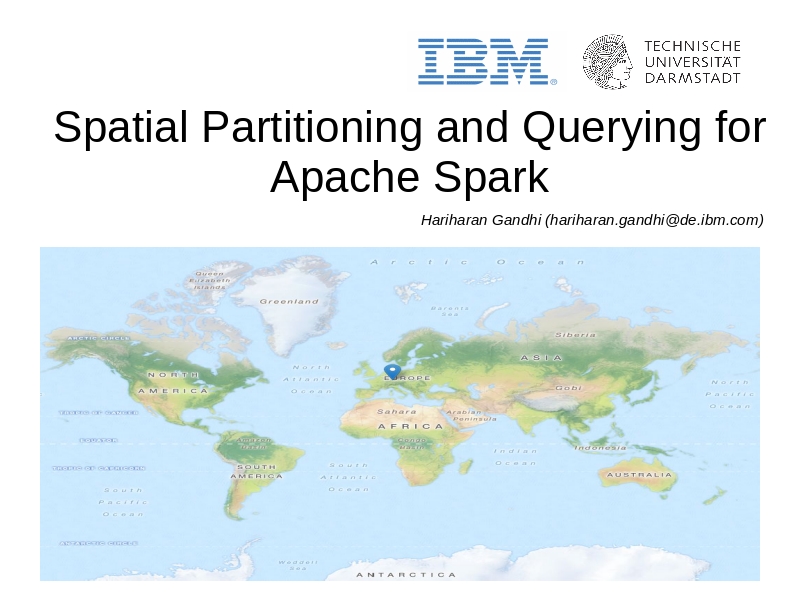 IBM®
TECHNISCHE
UNIVERSITÄT
DARMSTADT
Spatial Partitioning and Querying for
Apache Spark
Hariharan Gandhi (hariharan.gandhi@de.ibm.com)
Arctic Ocean
Queen
Elizabeth
Islands
Greenland
Barents
Sea
Siberia
ARCTIC CIRCLE
ASIA
North
Atlantic
Ocean
NORTH
AMERICA
EUROPE
Gobi
North
Pacific
Ocean
TROPIC OF CANCER
Sahara
Arabian
Peninsula
AFRICA
EQUATOR
Amazon
Basin
Congo
Basin
Indonesia
Indian
Ocean
TROPIC OF CAPRICORN
SOUTH
AMERICA
South
Atlantic
Ocean
AUSTRALIA
South
Pacific
Ocean
ANTARCTIC CIRCLE
Weddell
Sea
ANTARCTICA